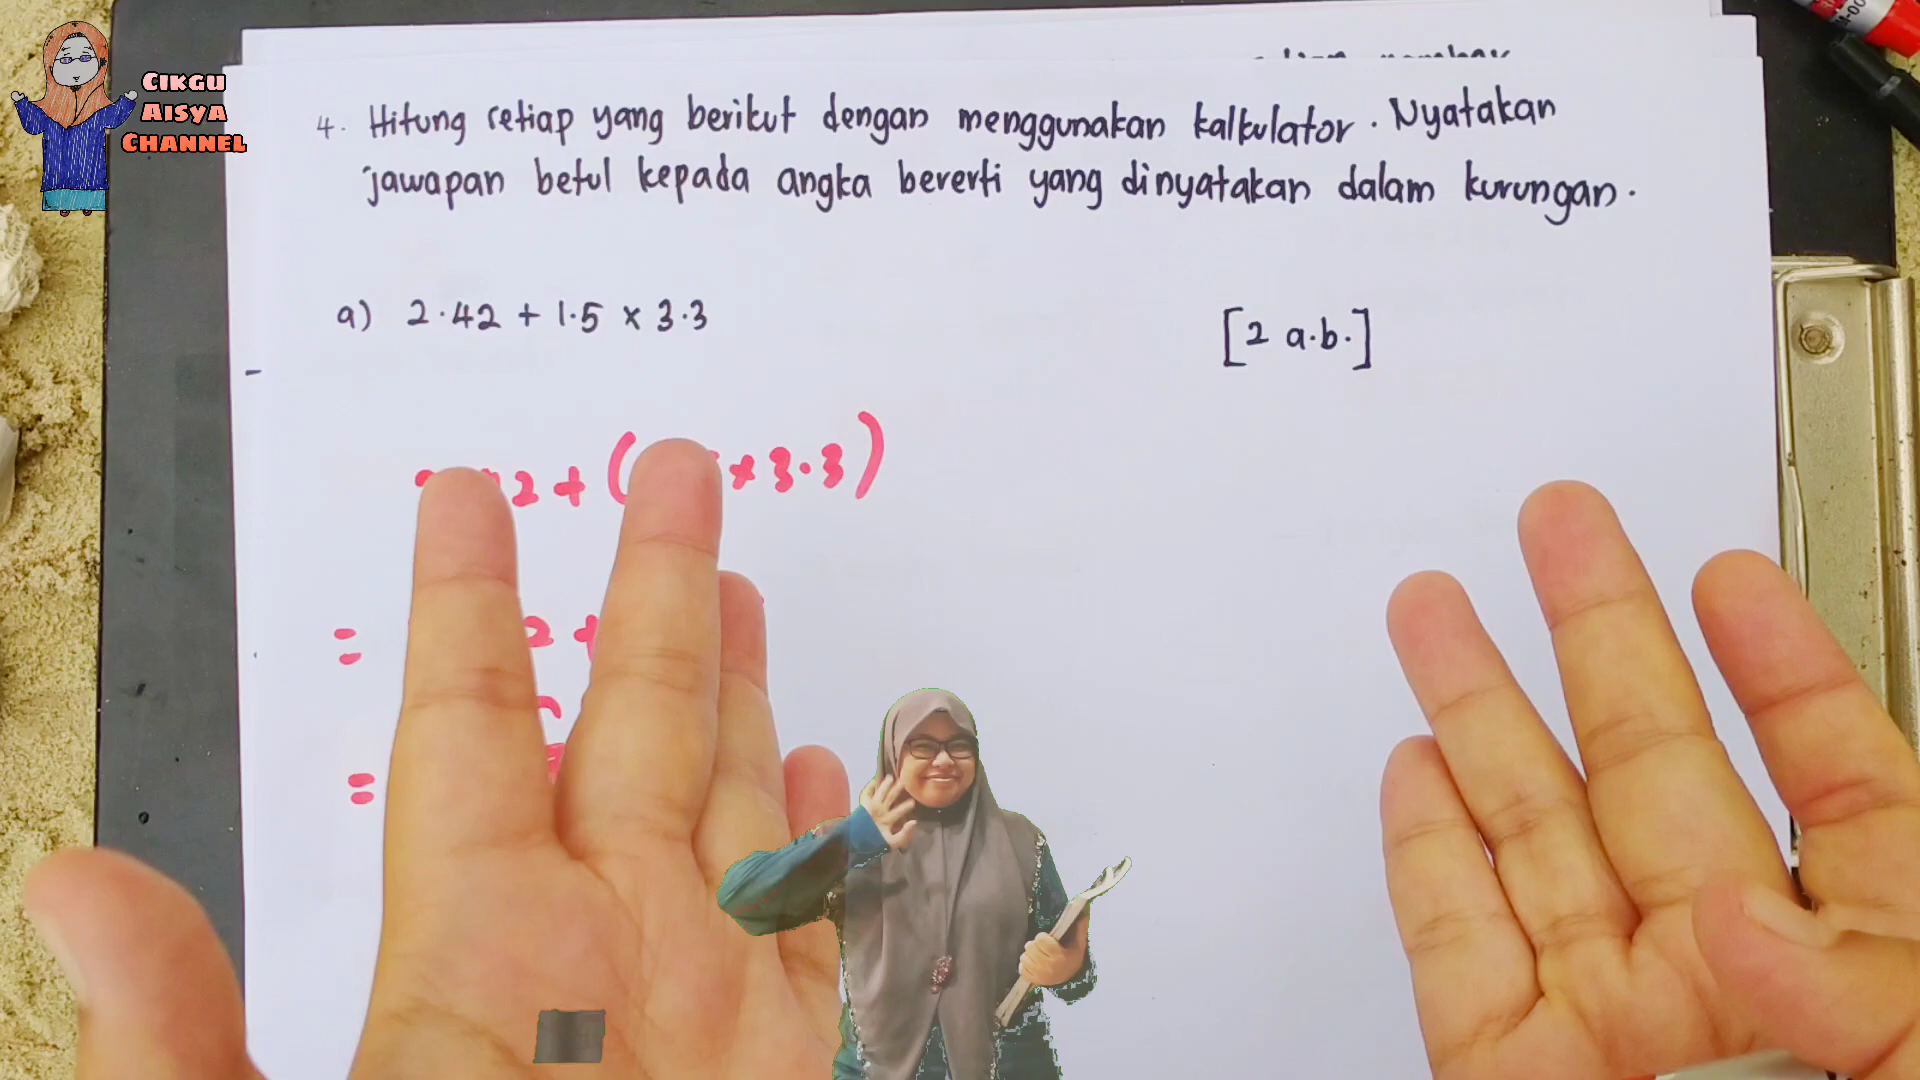 CIKGU
AISYA
CHANNEL
4. Hitung setiap yang berikut dengan menggunakan kalkulator. Nyatakan
jawapan betul kepada angka bererti yang dinyatakan dalam kurungan.
a) 2.42 + 1.5 x 3.3
[2 a.b.]
2 + ( x 3.3)
= 2 +
=